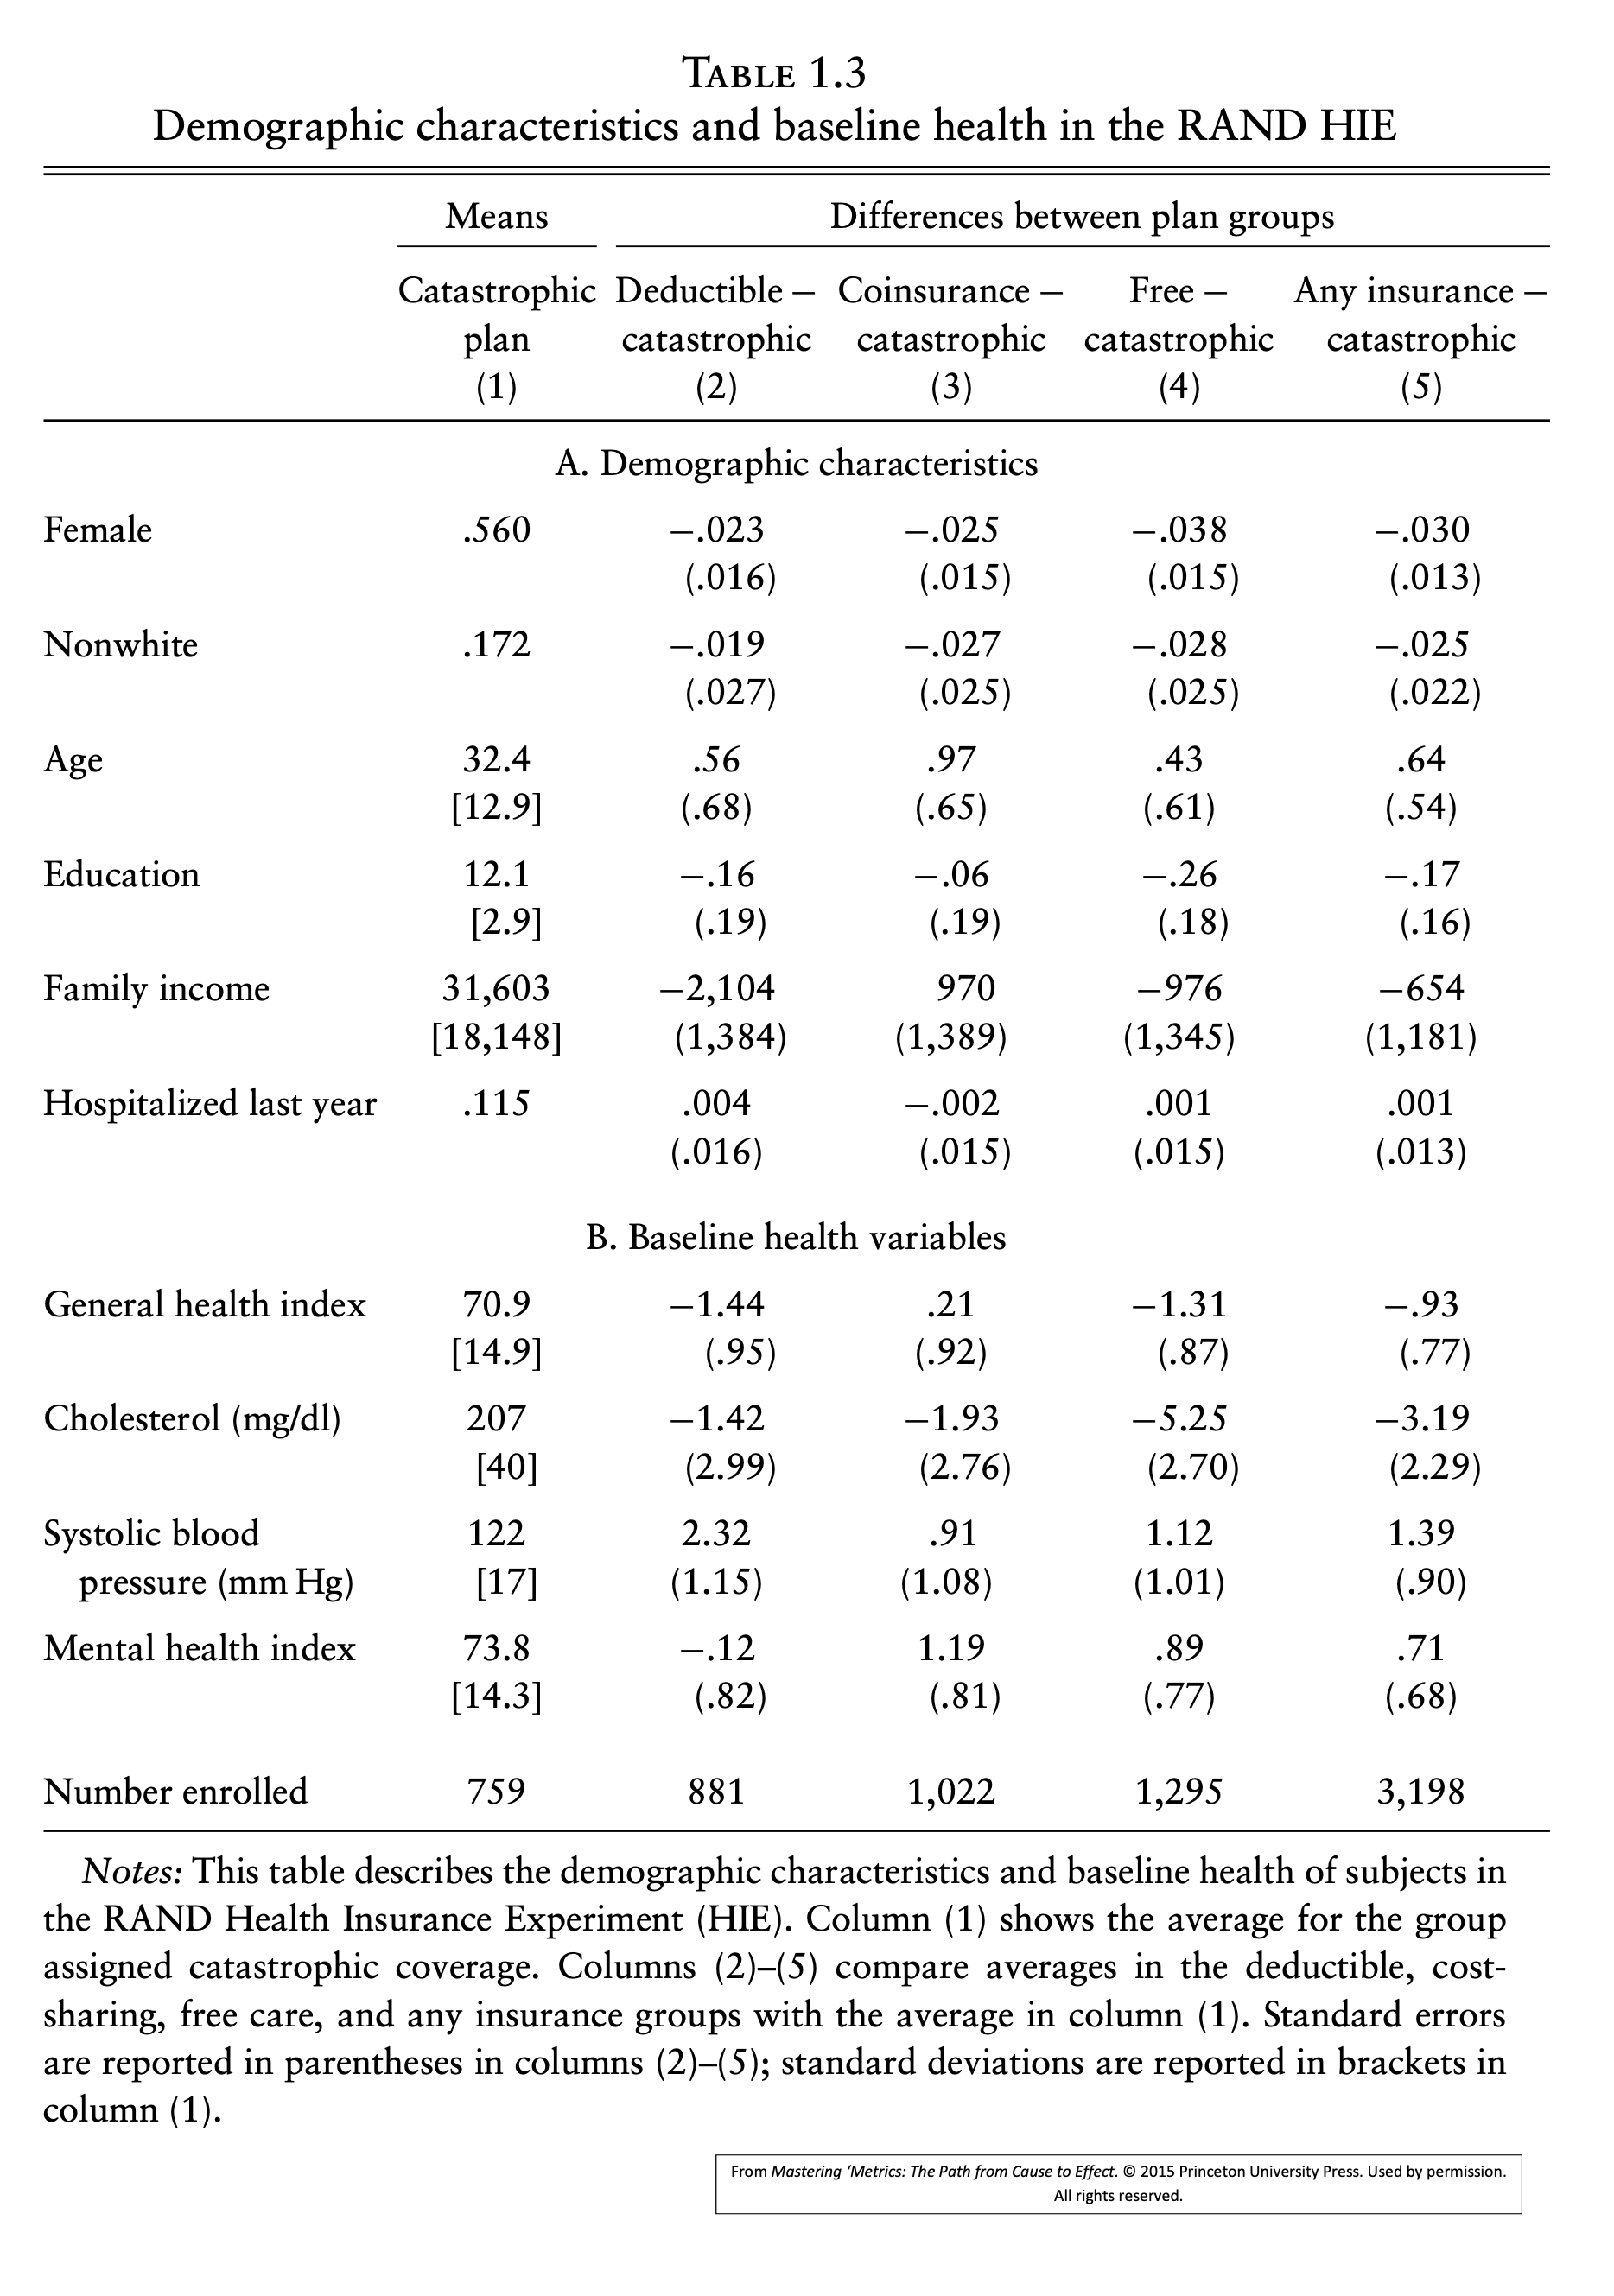 TABLE 1.3
Demographic characteristics and baseline health in the RAND HIE
Means Differences between plan groups
Catastrophic Deductible – Coinsurance – Free – Any insurance –
plan catastrophic catastrophic catastrophic catastrophic
(1) (2) (3) (4) (5)
A. Demographic characteristics
Female .560 −.023 −.025 −.038 −.030
(.016) (.015) (.015) (.013)
Nonwhite .172 −.019 −.027 −.028 −.025
(.027) (.025) (.025) (.022)
Age 32.4 .56 .97 .43 .64
[12.9] (.68) (.65) (.61) (.54)
Education 12.1 −.16 −.06 −.26 −.17
[2.9] (.19) (.19) (.18) (.16)
Family income 31,603 −2,104 970 −976 −654
[18,148] (1,384) (1,389) (1,345) (1,181)
Hospitalized last year .115 .004 −.002 .001 .001
(.016) (.015) (.015) (.013)
B. Baseline health variables
General health index 70.9 −1.44 .21 −1.31 −.93
[14.9] (.95) (.92) (.87) (.77)
Cholesterol (mg/dl) 207 −1.42 −1.93 −5.25 −3.19
[40] (2.99) (2.76) (2.70) (2.29)
Systolic blood 122 2.32 .91 1.12 1.39
pressure (mm Hg) [17] (1.15) (1.08) (1.01) (.90)
Mental health index 73.8 −.12 1.19 .89 .71
[14.3] (.82) (.81) (.77) (.68)
Number enrolled 759 881 1,022 1,295 3,198
Notes: This table describes the demographic characteristics and baseline health of subjects in
the RAND Health Insurance Experiment (HIE). Column (1) shows the average for the group
assigned catastrophic coverage. Columns (2)–(5) compare averages in the deductible, cost-
sharing, free care, and any insurance groups with the average in column (1). Standard errors
are reported in parentheses in columns (2)–(5); standard deviations are reported in brackets in
column (1).
From Mastering ‘Metrics: The Path from Cause to Effect. © 2015 Princeton University Press. Used by permission.
All rights reserved.